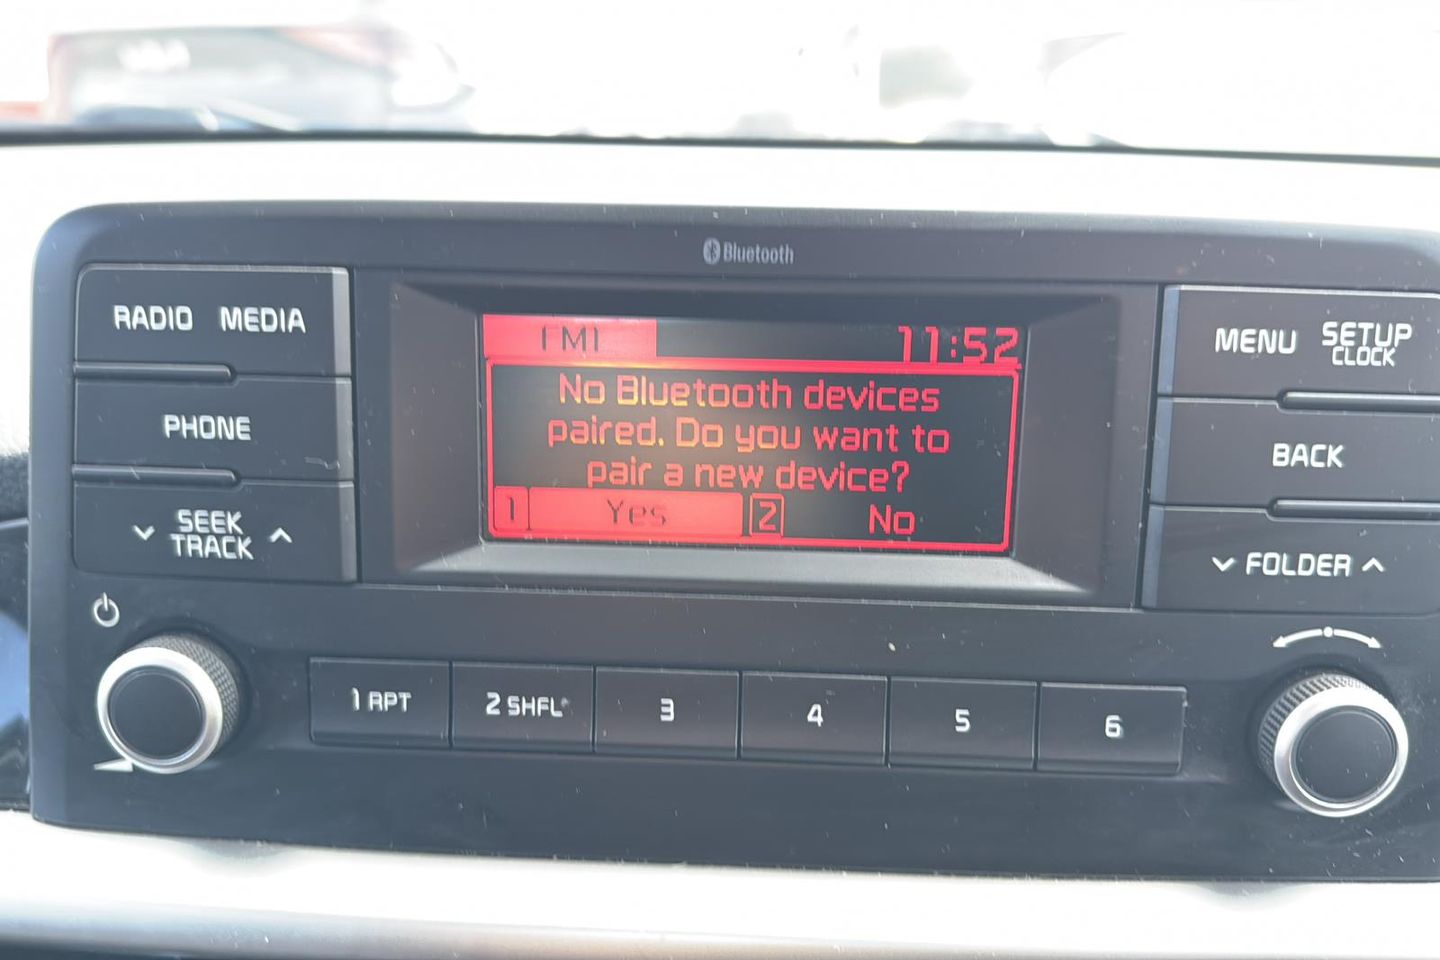 Bluetooth
RADIO MEDIA
PHONE
SEEK
TRACK
FM1 11:52
No Bluetooth devices
paired. Do you want to
pair a new device?
1 Yes 2 No
MENU SETUP
CLOCK
BACK
FOLDER
1 RPT 2 SHFL 3 4 5 6